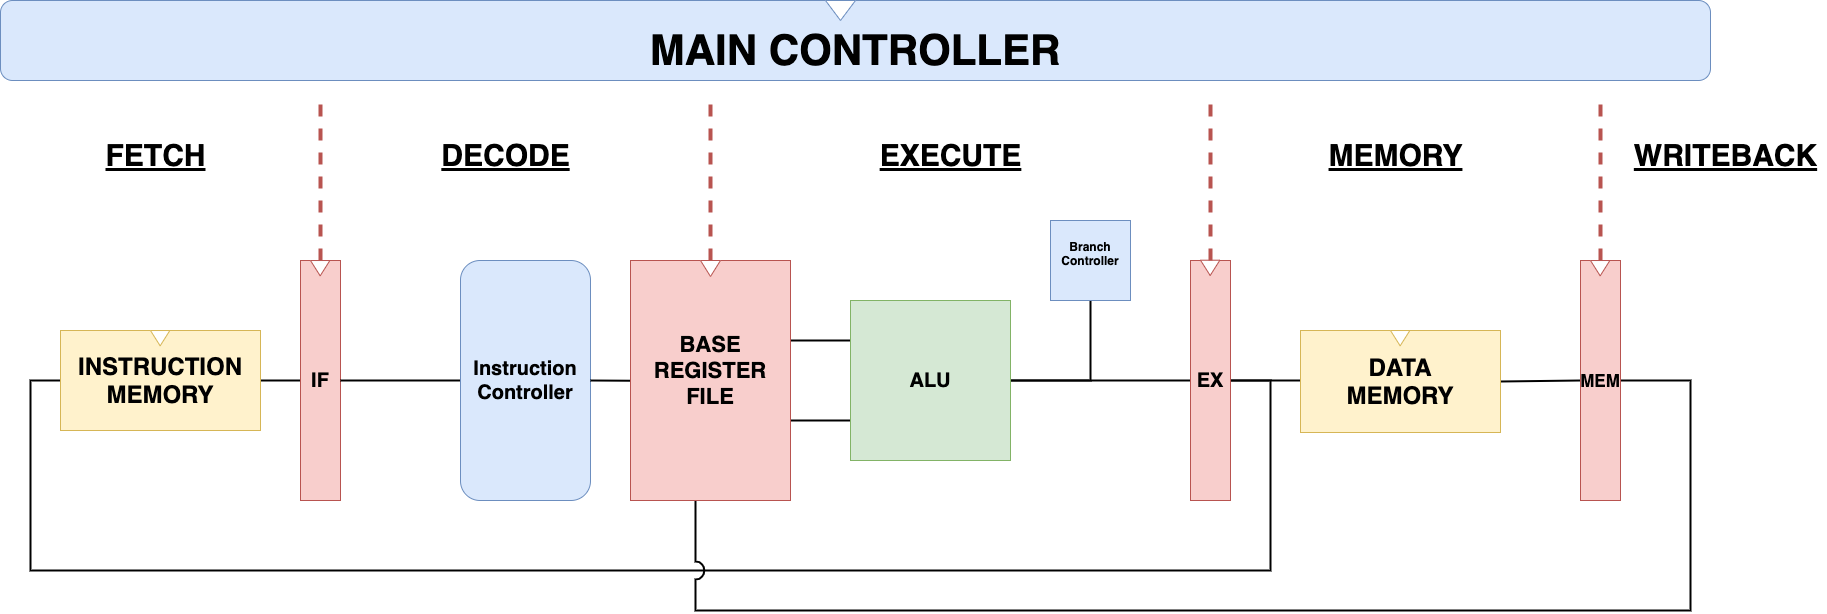 MAIN CONTROLLER
FETCH
DECODE
EXECUTE
MEMORY
WRITEBACK
Branch
Controller
INSTRUCTION
MEMORY
IF
Instruction
Controller
BASE
REGISTER
FILE
ALU
EX
DATA
MEMORY
MEM